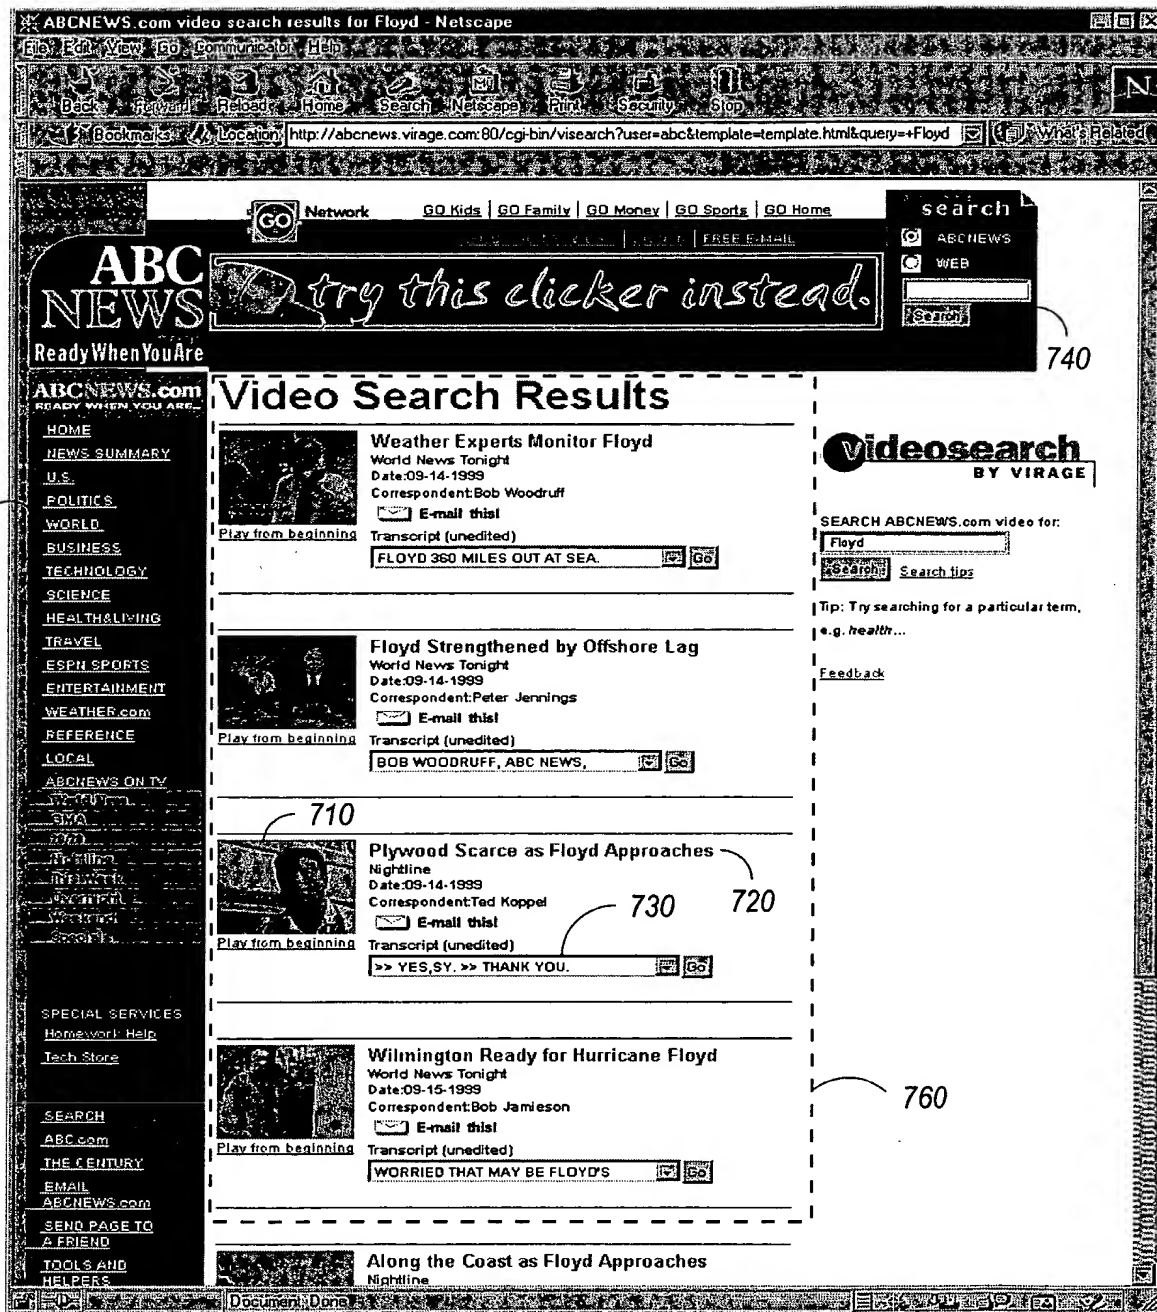 ABCNEWS.com video search results for Floyd - Netscape
File Edit View Go Communicator Help
Back Forward Reload Home Search Netscape Print Security Stop
Bookmarks Location: http://abcnews.virage.com:80/cgi-bin/visearch?user=abc&template=template.html&query=+Floyd What's Related
N
GO Network GO Kids | GO Family | GO Money | GO Sports | GO Home
FREE E-MAIL
search
ABCNEWS
WEB
Search
740
ABC
NEWS
Ready When You Are
try this clicker instead.
ABCNEWS.com
READY WHEN YOU ARE
HOME
NEWS SUMMARY
U.S.
POLITICS
WORLD
BUSINESS
TECHNOLOGY
SCIENCE
HEALTH&LIVING
TRAVEL
ESPN SPORTS
ENTERTAINMENT
WEATHER.com
REFERENCE
LOCAL
ABCNEWS ON TV
World News
GMA
20/20
Nightline
This Week
Overnight
Weekend
Specials
SPECIAL SERVICES
Homework Help
Tech Store
SEARCH
ABC.com
THE CENTURY
EMAIL
ABCNEWS.com
SEND PAGE TO
A FRIEND
TOOLS AND
HELPERS
Video Search Results
Weather Experts Monitor Floyd
World News Tonight
Date:09-14-1999
Correspondent:Bob Woodruff
E-mail this!
Play from beginning Transcript (unedited)
FLOYD 360 MILES OUT AT SEA. Go
Floyd Strengthened by Offshore Lag
World News Tonight
Date:09-14-1999
Correspondent:Peter Jennings
E-mail this!
Play from beginning Transcript (unedited)
BOB WOODRUFF, ABC NEWS, Go
710
Plywood Scarce as Floyd Approaches
720
Nightline
Date:09-14-1999
Correspondent:Ted Koppel
730
E-mail this!
Play from beginning Transcript (unedited)
>> YES,SY. >> THANK YOU. Go
Wilmington Ready for Hurricane Floyd
World News Tonight
Date:09-15-1999
Correspondent:Bob Jamieson
760
E-mail this!
Play from beginning Transcript (unedited)
WORRIED THAT MAY BE FLOYD'S Go
Along the Coast as Floyd Approaches
Nightline
videosearch
BY VIRAGE
SEARCH ABCNEWS.com video for:
Floyd
Search Search tips
Tip: Try searching for a particular term,
e.g. health...
Feedback
Document: Done